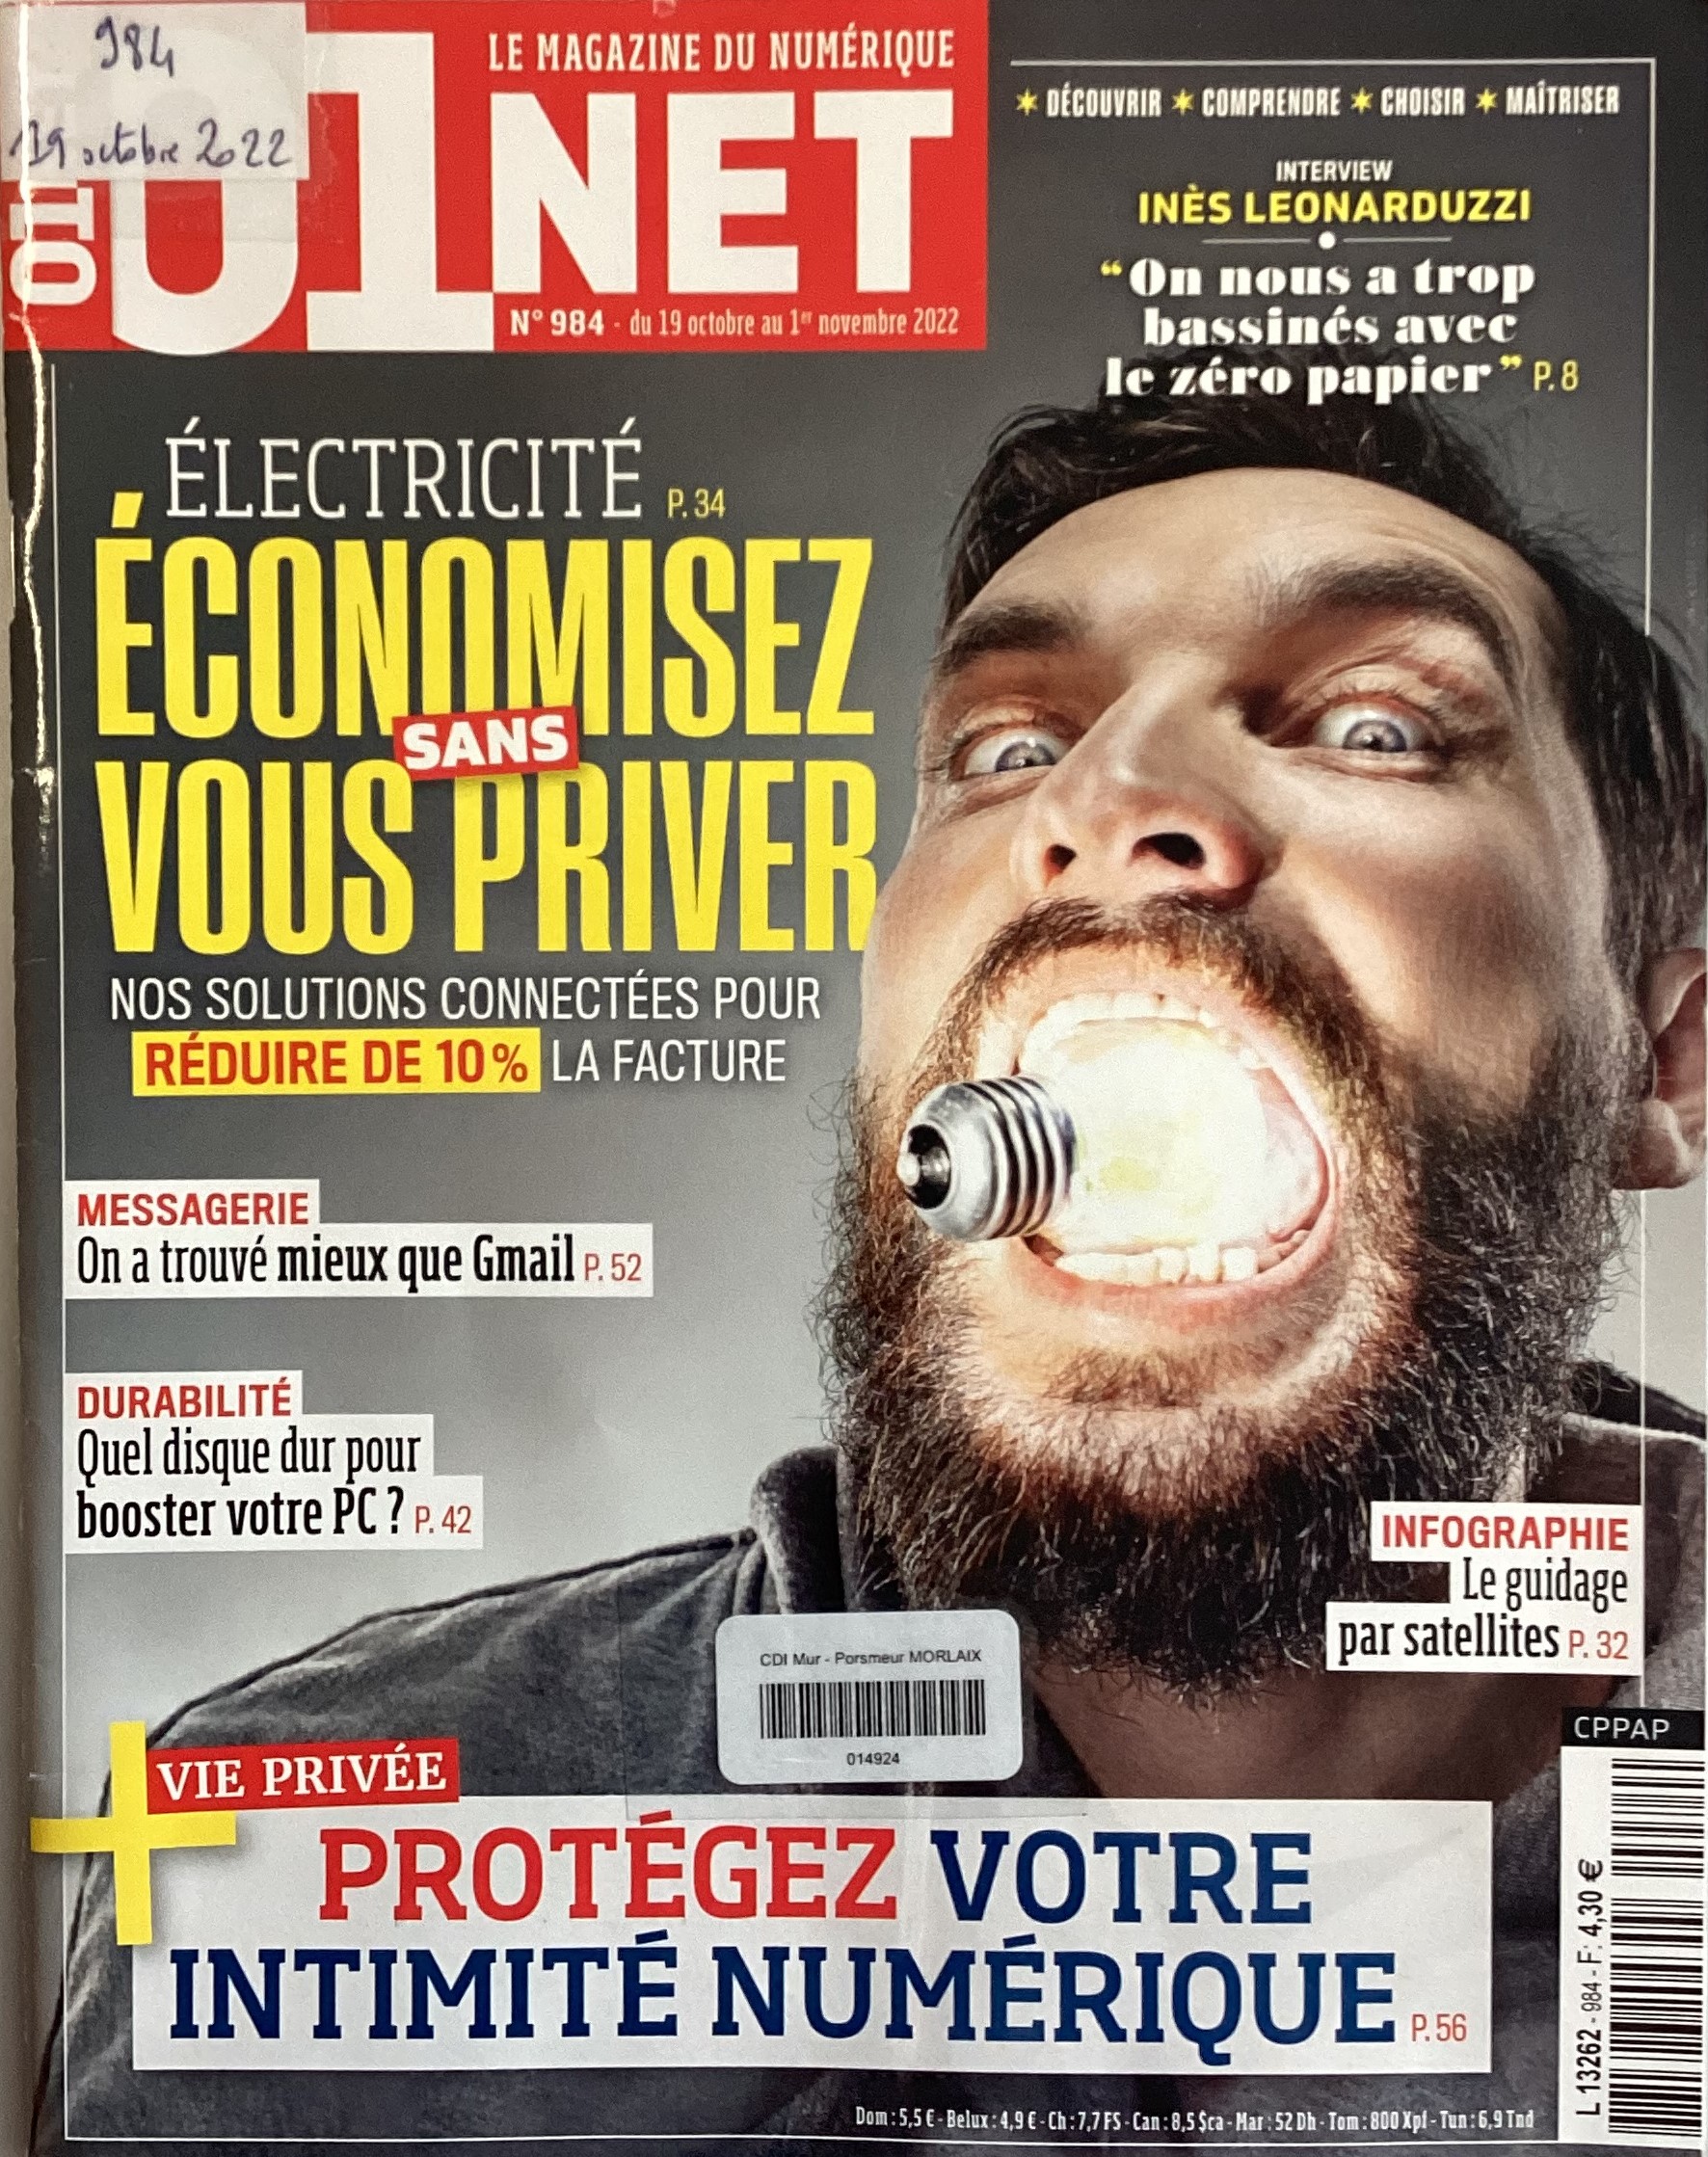 984
19 octobre 2022
LE MAGAZINE DU NUMÉRIQUE
01NET
N° 984 - du 19 octobre au 1er novembre 2022
✶ DÉCOUVRIR ✶ COMPRENDRE ✶ CHOISIR ✶ MAÎTRISER
INTERVIEW
INÈS LEONARDUZZI
“On nous a trop
bassinés avec
le zéro papier” P. 8
ÉLECTRICITÉ P. 34
ÉCONOMISEZ
SANS
VOUS PRIVER
NOS SOLUTIONS CONNECTÉES POUR
RÉDUIRE DE 10 % LA FACTURE
MESSAGERIE
On a trouvé mieux que Gmail P. 52
DURABILITÉ
Quel disque dur pour
booster votre PC ? P. 42
INFOGRAPHIE
Le guidage
par satellites P. 32
CDI Mur - Porsmeur MORLAIX
014924
CPPAP
+ VIE PRIVÉE
PROTÉGEZ VOTRE
INTIMITÉ NUMÉRIQUE P. 56
L 13262 - 984 - F: 4,30 €
Dom : 5,5 € - Belux : 4,9 € - Ch : 7,7 FS - Can : 8,5 $ca - Mar : 52 Dh - Tom : 800 Xpf - Tun : 6,9 Tnd